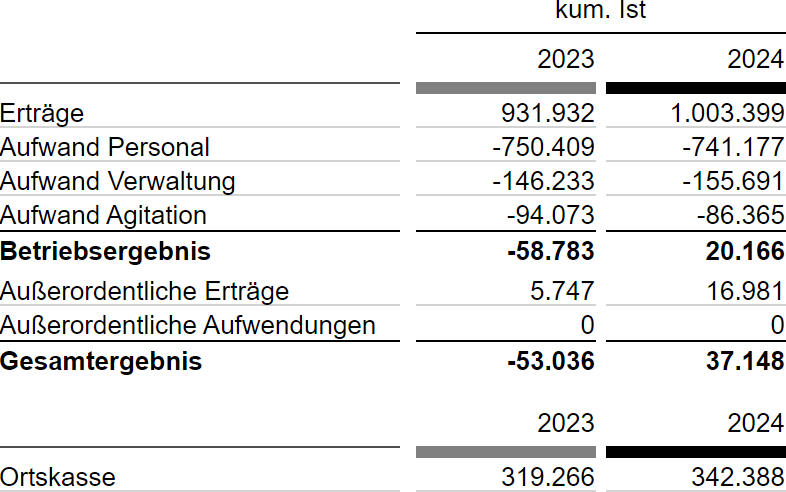 kum. Ist
2023 2024
Erträge 931.932 1.003.399
Aufwand Personal -750.409 -741.177
Aufwand Verwaltung -146.233 -155.691
Aufwand Agitation -94.073 -86.365
Betriebsergebnis -58.783 20.166
Außerordentliche Erträge 5.747 16.981
Außerordentliche Aufwendungen 0 0
Gesamtergebnis -53.036 37.148
2023 2024
Ortskasse 319.266 342.388